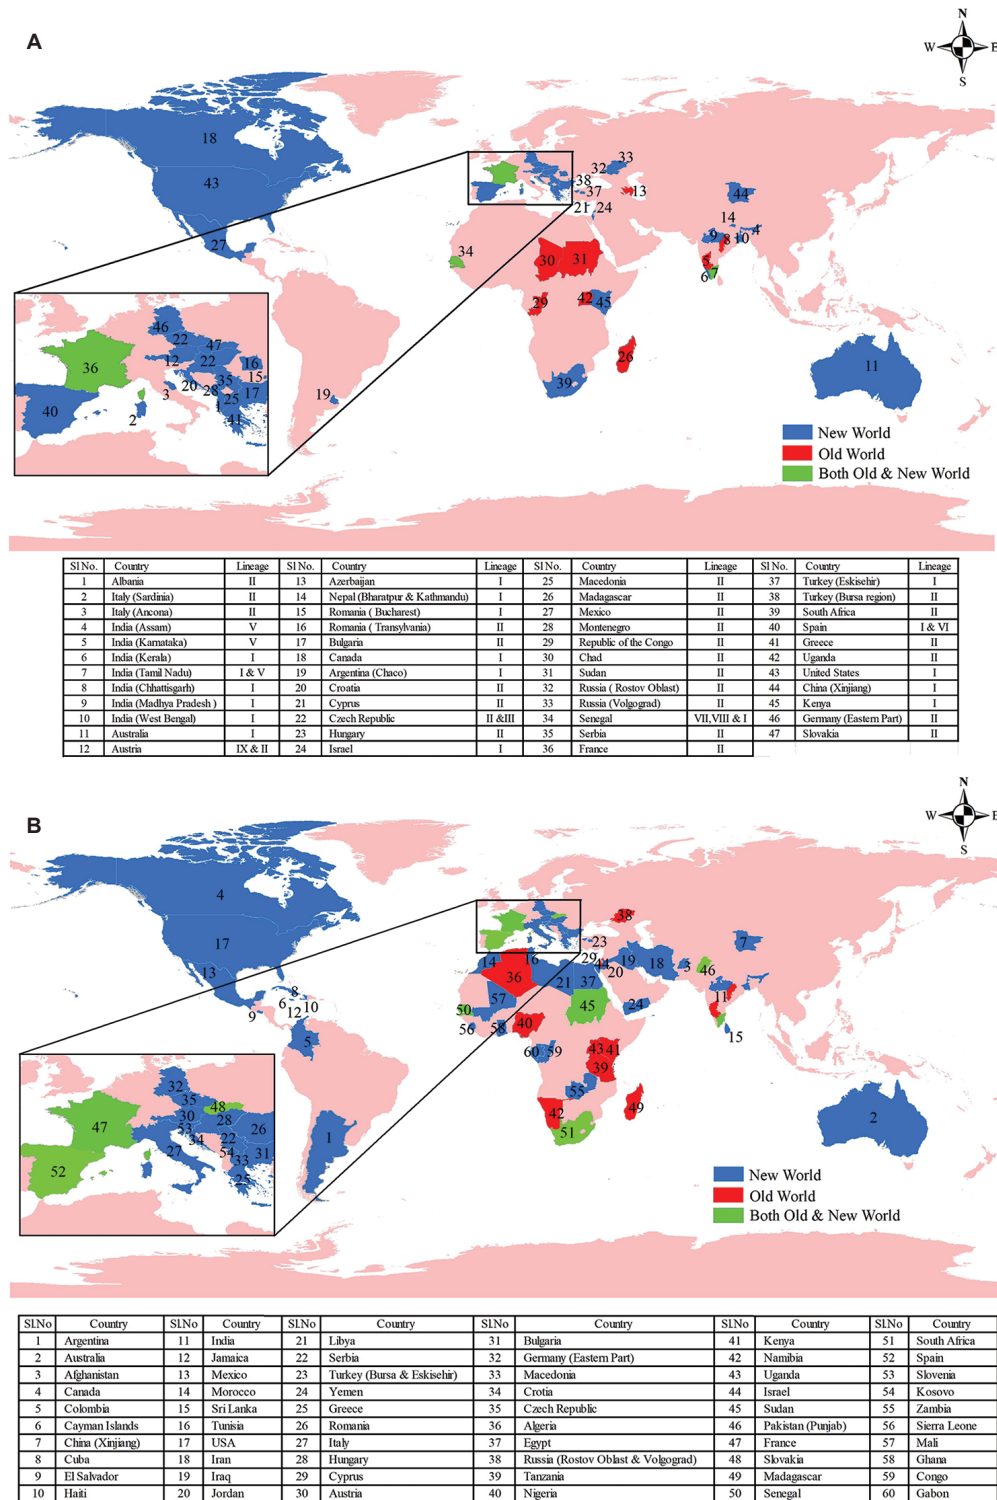 A
N
W E
S
18
43
27
19
34
30 31
29 42 45
26
39
32 33
38 37 13
21 24
44
14
9 8 10 4
5
6 7
11
46
22 47
12 22 16
36 35 15
20 28 25 17
3
40 2 1 41
New World
Old World
Both Old & New World
Sl No. Country Lineage Sl No. Country Lineage Sl No. Country Lineage Sl No. Country Lineage
1 Albania II 13 Azerbaijan I 25 Macedonia II 37 Turkey (Eskisehir) I
2 Italy (Sardinia) II 14 Nepal (Bharatpur & Kathmandu) I 26 Madagascar II 38 Turkey (Bursa region) II
3 Italy (Ancona) II 15 Romania ( Bucharest) I 27 Mexico II 39 South Africa II
4 India (Assam) V 16 Romania ( Transylvania) II 28 Montenegro II 40 Spain I & VI
5 India (Karnataka) V 17 Bulgaria II 29 Republic of the Congo II 41 Greece II
6 India (Kerala) I 18 Canada I 30 Chad II 42 Uganda II
7 India (Tamil Nadu) I & V 19 Argentina (Chaco) I 31 Sudan II 43 United States I
8 India (Chhattisgarh) I 20 Croatia II 32 Russia ( Rostov Oblast) II 44 China (Xinjiang) I
9 India (Madhya Pradesh ) I 21 Cyprus II 33 Russia (Volgograd) II 45 Kenya I
10 India (West Bengal) I 22 Czech Republic II &III 34 Senegal VII,VIII & I 46 Germany (Eastern Part) II
11 Australia I 23 Hungary II 35 Serbia II 47 Slovakia II
12 Austria IX & II 24 Israel I 36 France II
B
N
W E
S
4
17
13
8
6 10
9 12
5
1
14 16 36 21 37
57 50 45
56 58 40
60 59 43 41
39
55
42 51 49
38
23
29 44 19 18 3
20 24
7
46
11
15
2
32
35 48
30 28 26
53 22
47 34 54 31
27 33
52 25
New World
Old World
Both Old & New World
Sl.No Country Sl.No Country Sl.No Country Sl.No Country Sl.No Country Sl.No Country
1 Argentina 11 India 21 Libya 31 Bulgaria 41 Kenya 51 South Africa
2 Australia 12 Jamaica 22 Serbia 32 Germany (Eastern Part) 42 Namibia 52 Spain
3 Afghanistan 13 Mexico 23 Turkey (Bursa & Eskisehir) 33 Macedonia 43 Uganda 53 Slovenia
4 Canada 14 Morocco 24 Yemen 34 Crotia 44 Israel 54 Kosovo
5 Colombia 15 Sri Lanka 25 Greece 35 Czech Republic 45 Sudan 55 Zambia
6 Cayman Islands 16 Tunisia 26 Romania 36 Algeria 46 Pakistan (Punjab) 56 Sierra Leone
7 China (Xinjiang) 17 USA 27 Italy 37 Egypt 47 France 57 Mali
8 Cuba 18 Iran 28 Hungary 38 Russia (Rostov Oblast & Volgograd) 48 Slovakia 58 Ghana
9 El Salvador 19 Iraq 29 Cyprus 39 Tanzania 49 Madagascar 59 Congo
10 Haiti 20 Jordan 30 Austria 40 Nigeria 50 Senegal 60 Gabon